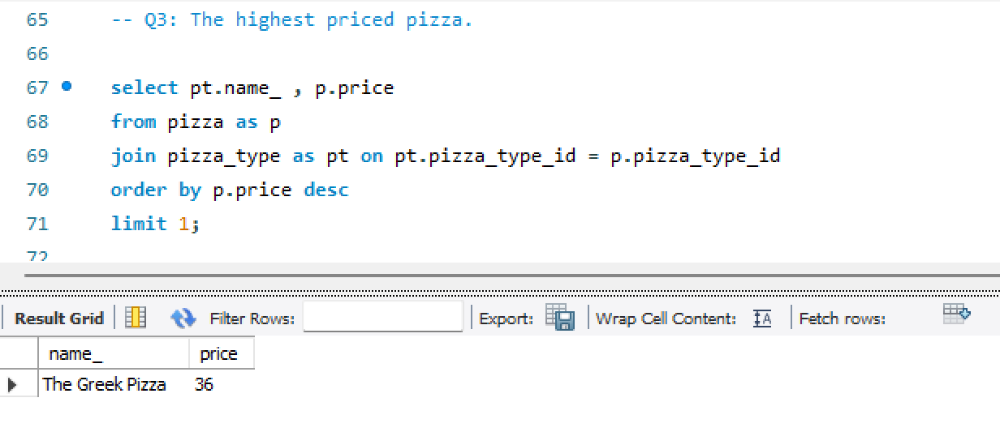 65 -- Q3: The highest priced pizza.
66
67 select pt.name_ , p.price
68 from pizza as p
69 join pizza_type as pt on pt.pizza_type_id = p.pizza_type_id
70 order by p.price desc
71 limit 1;
72
Result Grid Filter Rows: Export: Wrap Cell Content: Fetch rows:
name_ price
The Greek Pizza 36